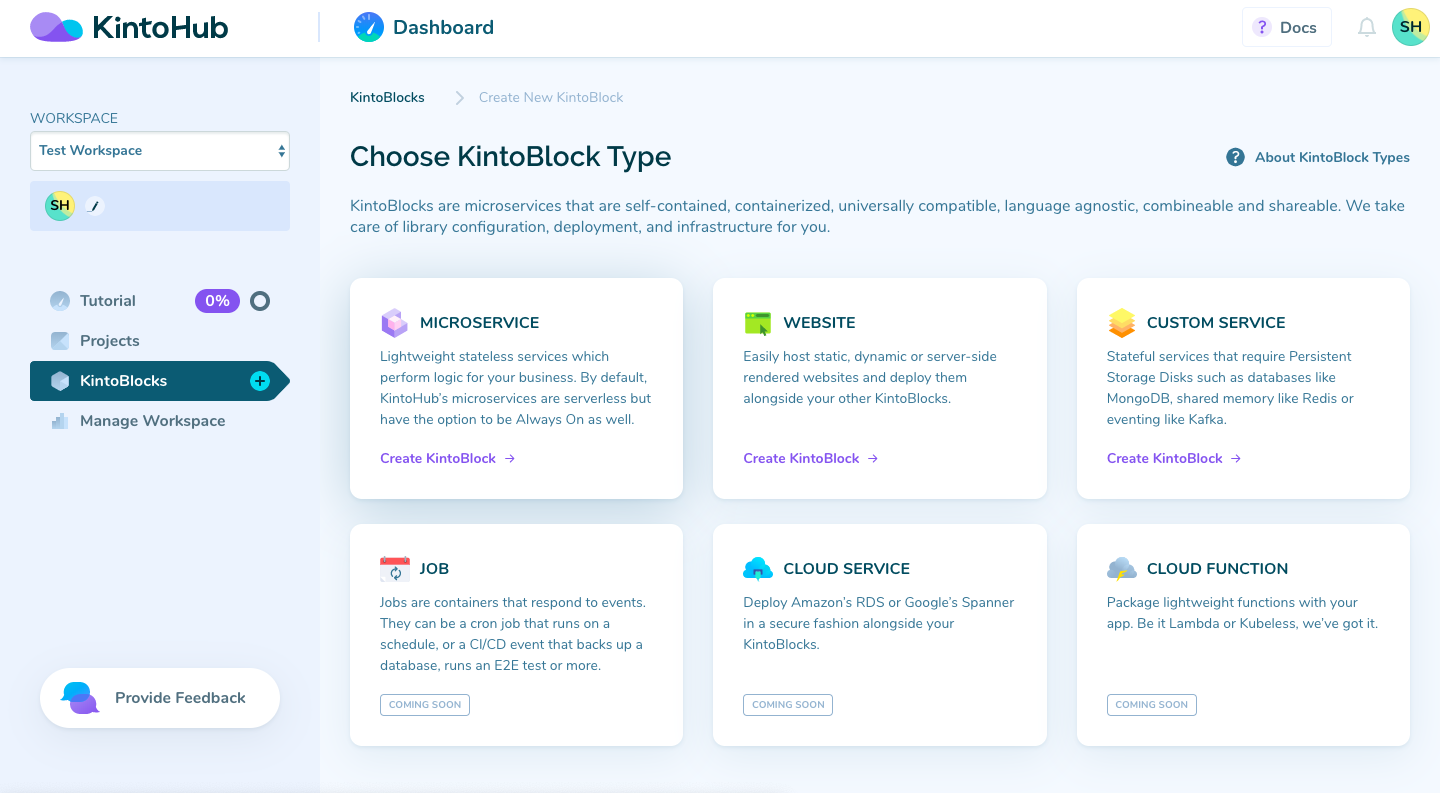 KintoHub
Dashboard
? Docs
SH
WORKSPACE
Test Workspace
SH
Tutorial 0%
Projects
KintoBlocks +
Manage Workspace
Provide Feedback
KintoBlocks Create New KintoBlock
Choose KintoBlock Type
? About KintoBlock Types
KintoBlocks are microservices that are self-contained, containerized, universally compatible, language agnostic, combineable and shareable. We take
care of library configuration, deployment, and infrastructure for you.
MICROSERVICE
Lightweight stateless services which
perform logic for your business. By default,
KintoHub's microservices are serverless but
have the option to be Always On as well.
Create KintoBlock →
WEBSITE
Easily host static, dynamic or server-side
rendered websites and deploy them
alongside your other KintoBlocks.
Create KintoBlock →
CUSTOM SERVICE
Stateful services that require Persistent
Storage Disks such as databases like
MongoDB, shared memory like Redis or
eventing like Kafka.
Create KintoBlock →
JOB
Jobs are containers that respond to events.
They can be a cron job that runs on a
schedule, or a CI/CD event that backs up a
database, runs an E2E test or more.
COMING SOON
CLOUD SERVICE
Deploy Amazon's RDS or Google's Spanner
in a secure fashion alongside your
KintoBlocks.
COMING SOON
CLOUD FUNCTION
Package lightweight functions with your
app. Be it Lambda or Kubeless, we've got it.
COMING SOON